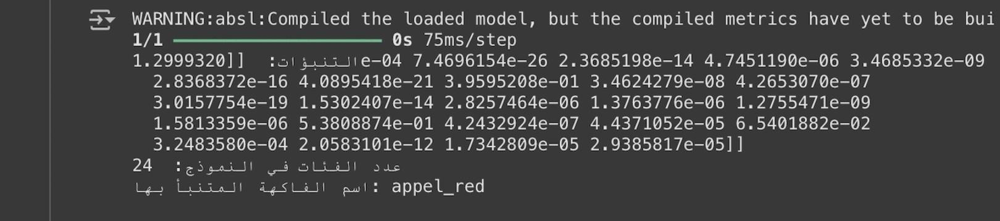 WARNING:absl:Compiled the loaded model, but the compiled metrics have yet to be bui
1/1 ━━━━━━━━━━━━━━━━━━━━ 0s 75ms/step
التنبؤات:  [[1.2999320e-04 7.4696154e-26 2.3685198e-14 4.7451190e-06 3.4685332e-09
2.8368372e-16 4.0895418e-21 3.9595208e-01 3.4624279e-08 4.2653070e-07
3.0157754e-19 1.5302407e-14 2.8257464e-06 1.3763776e-06 1.2755471e-09
1.5813359e-06 5.3808874e-01 4.2432924e-07 4.4371052e-05 6.5401882e-02
3.2483580e-04 2.0583101e-12 1.7342809e-05 2.9385817e-05]]
عدد الفئات في النموذج:  24
اسم الفاكهة المتنبأ بها: appel_red